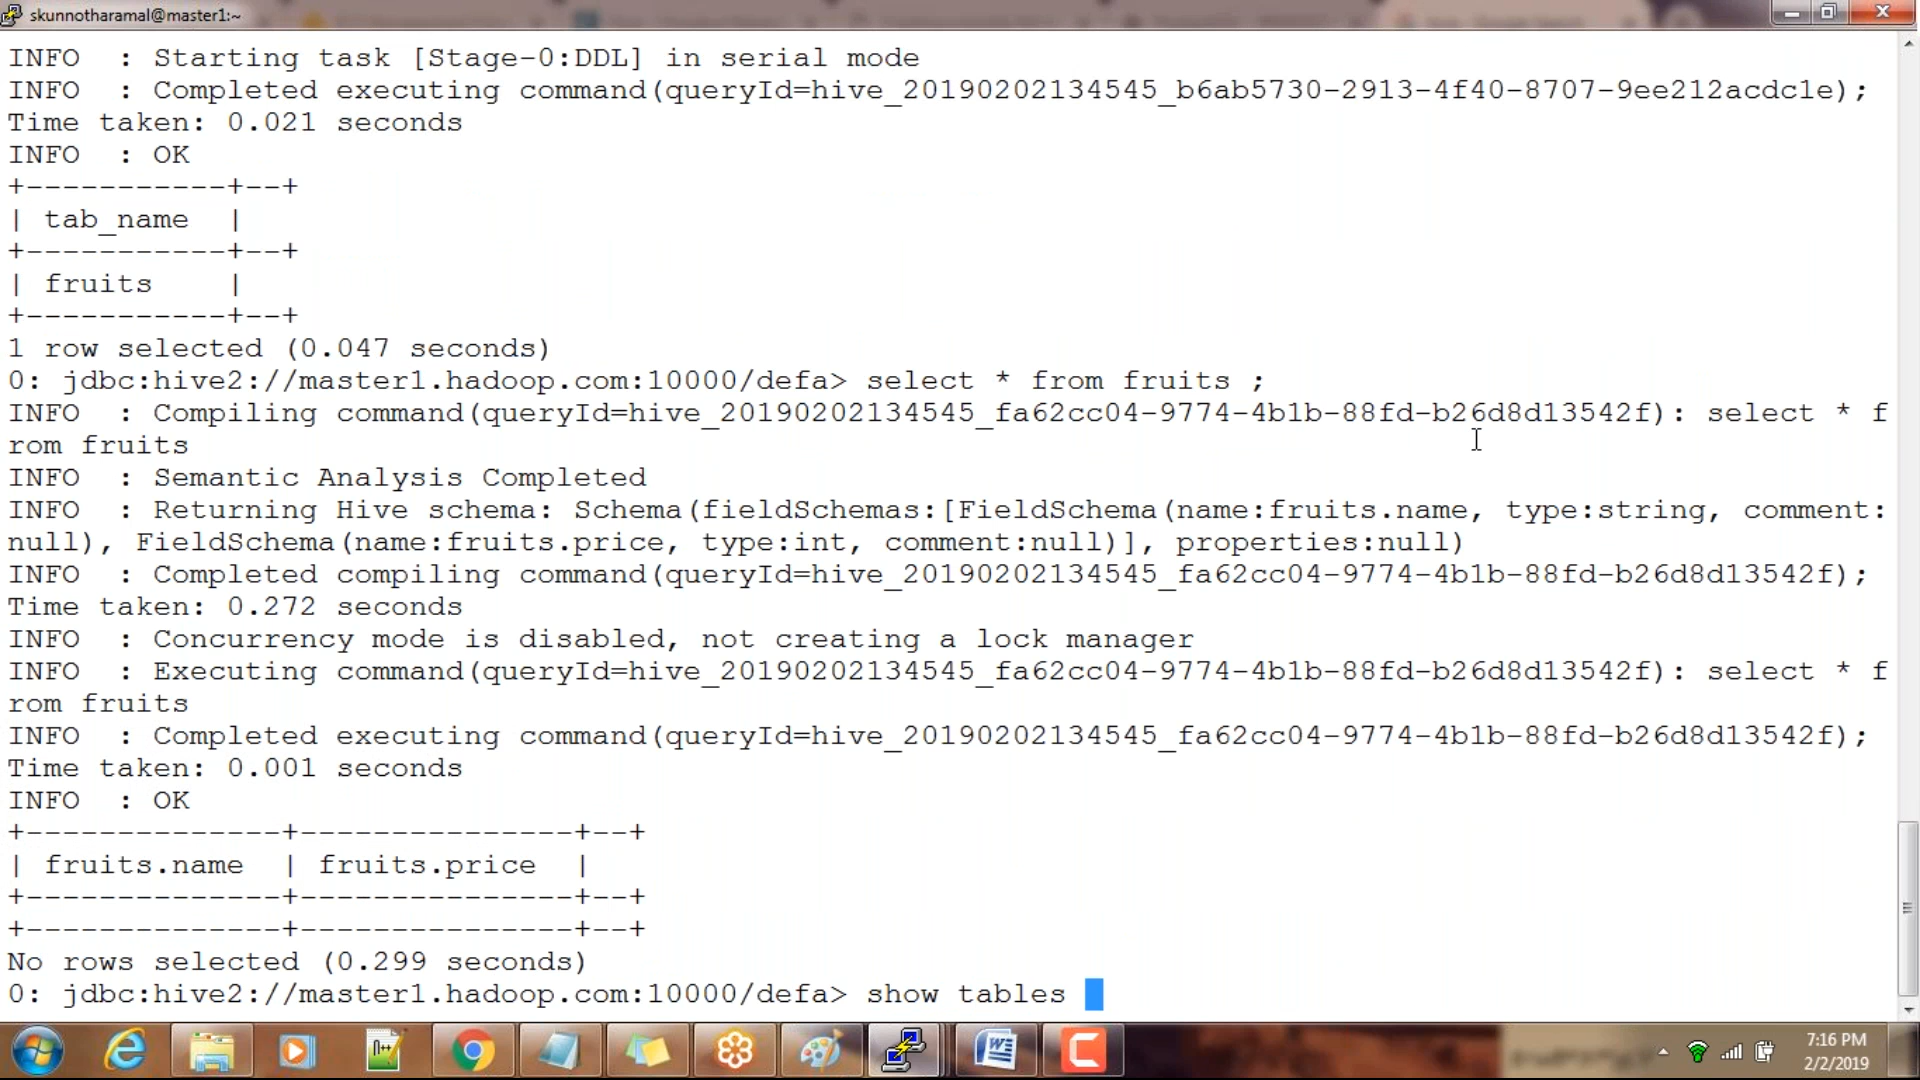 skunnotharamal@master1:~
INFO  : Starting task [Stage-0:DDL] in serial mode
INFO  : Completed executing command(queryId=hive_20190202134545_b6ab5730-2913-4f40-8707-9ee212acdc1e);
Time taken: 0.021 seconds
INFO  : OK
+-----------+--+
| tab_name  |
+-----------+--+
| fruits    |
+-----------+--+
1 row selected (0.047 seconds)
0: jdbc:hive2://master1.hadoop.com:10000/defa> select * from fruits ;
INFO  : Compiling command(queryId=hive_20190202134545_fa62cc04-9774-4b1b-88fd-b26d8d13542f): select * f
rom fruits
INFO  : Semantic Analysis Completed
INFO  : Returning Hive schema: Schema(fieldSchemas:[FieldSchema(name:fruits.name, type:string, comment:
null), FieldSchema(name:fruits.price, type:int, comment:null)], properties:null)
INFO  : Completed compiling command(queryId=hive_20190202134545_fa62cc04-9774-4b1b-88fd-b26d8d13542f);
Time taken: 0.272 seconds
INFO  : Concurrency mode is disabled, not creating a lock manager
INFO  : Executing command(queryId=hive_20190202134545_fa62cc04-9774-4b1b-88fd-b26d8d13542f): select * f
rom fruits
INFO  : Completed executing command(queryId=hive_20190202134545_fa62cc04-9774-4b1b-88fd-b26d8d13542f);
Time taken: 0.001 seconds
INFO  : OK
+--------------+---------------+--+
| fruits.name  | fruits.price  |
+--------------+---------------+--+
+--------------+---------------+--+
No rows selected (0.299 seconds)
0: jdbc:hive2://master1.hadoop.com:10000/defa> show tables
7:16 PM
2/2/2019